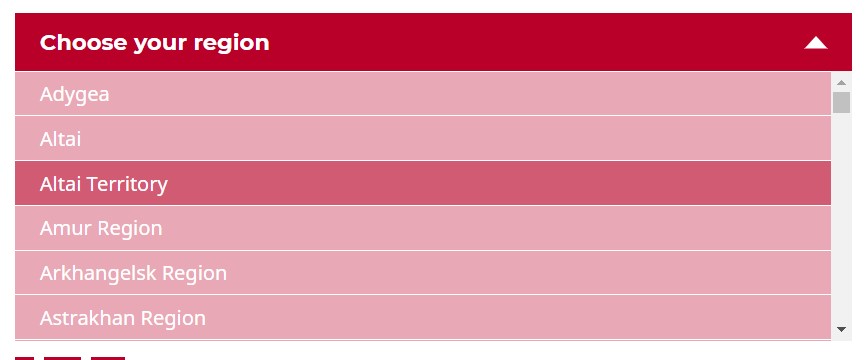 Choose your region
Adygea
Altai
Altai Territory
Amur Region
Arkhangelsk Region
Astrakhan Region